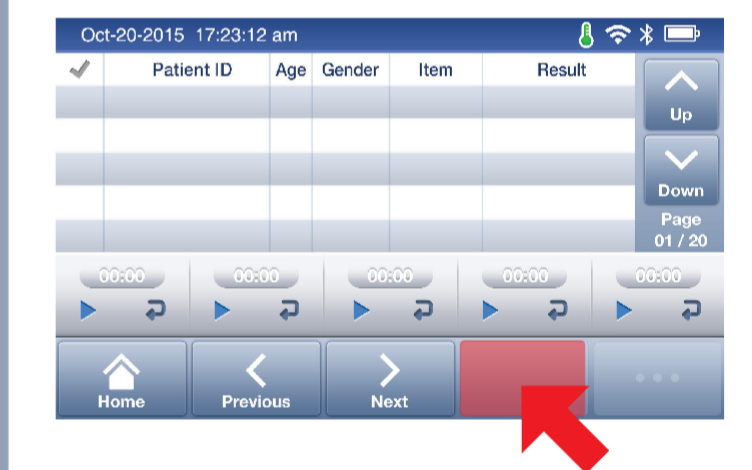 Oct-20-2015 17:23:12 am
Patient ID Age Gender Item Result
Up
Down
Page
01 / 20
00:00 00:00 00:00 00:00 00:00
Home Previous Next